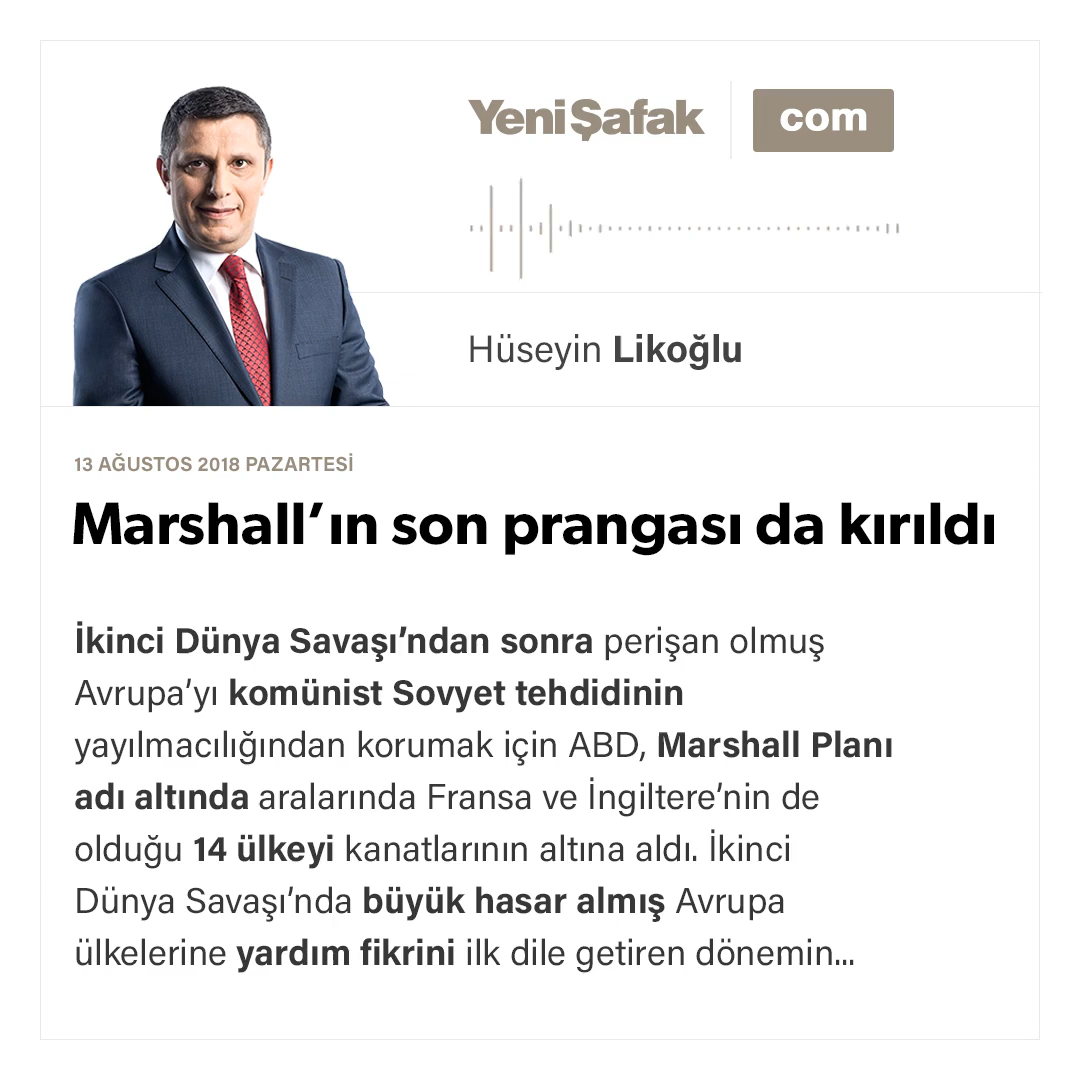 YeniŞafak com
Hüseyin Likoğlu
13 AĞUSTOS 2018 PAZARTESİ
Marshall’ın son prangası da kırıldı
İkinci Dünya Savaşı’ndan sonra perişan olmuş
Avrupa’yı komünist Sovyet tehdidinin
yayılmacılığından korumak için ABD, Marshall Planı
adı altında aralarında Fransa ve İngiltere’nin de
olduğu 14 ülkeyi kanatlarının altına aldı. İkinci
Dünya Savaşı’nda büyük hasar almış Avrupa
ülkelerine yardım fikrini ilk dile getiren dönemin...